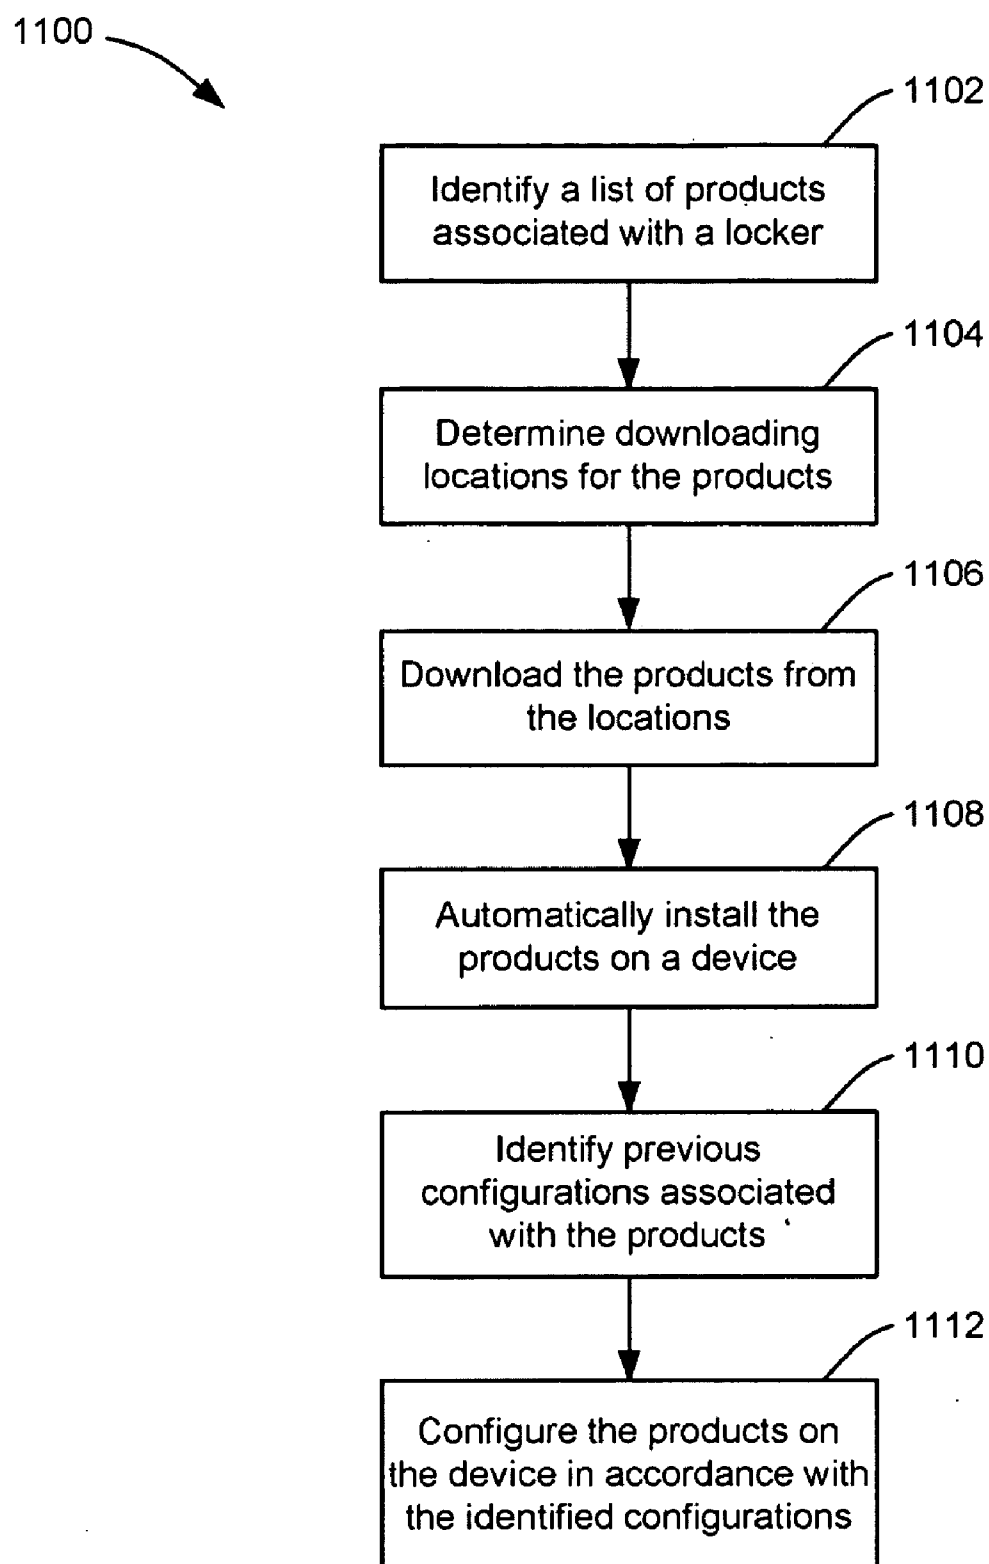 1100
1102
Identify a list of products
associated with a locker
1104
Determine downloading
locations for the products
1106
Download the products from
the locations
1108
Automatically install the
products on a device
1110
Identify previous
configurations associated
with the products
1112
Configure the products on
the device in accordance with
the identified configurations